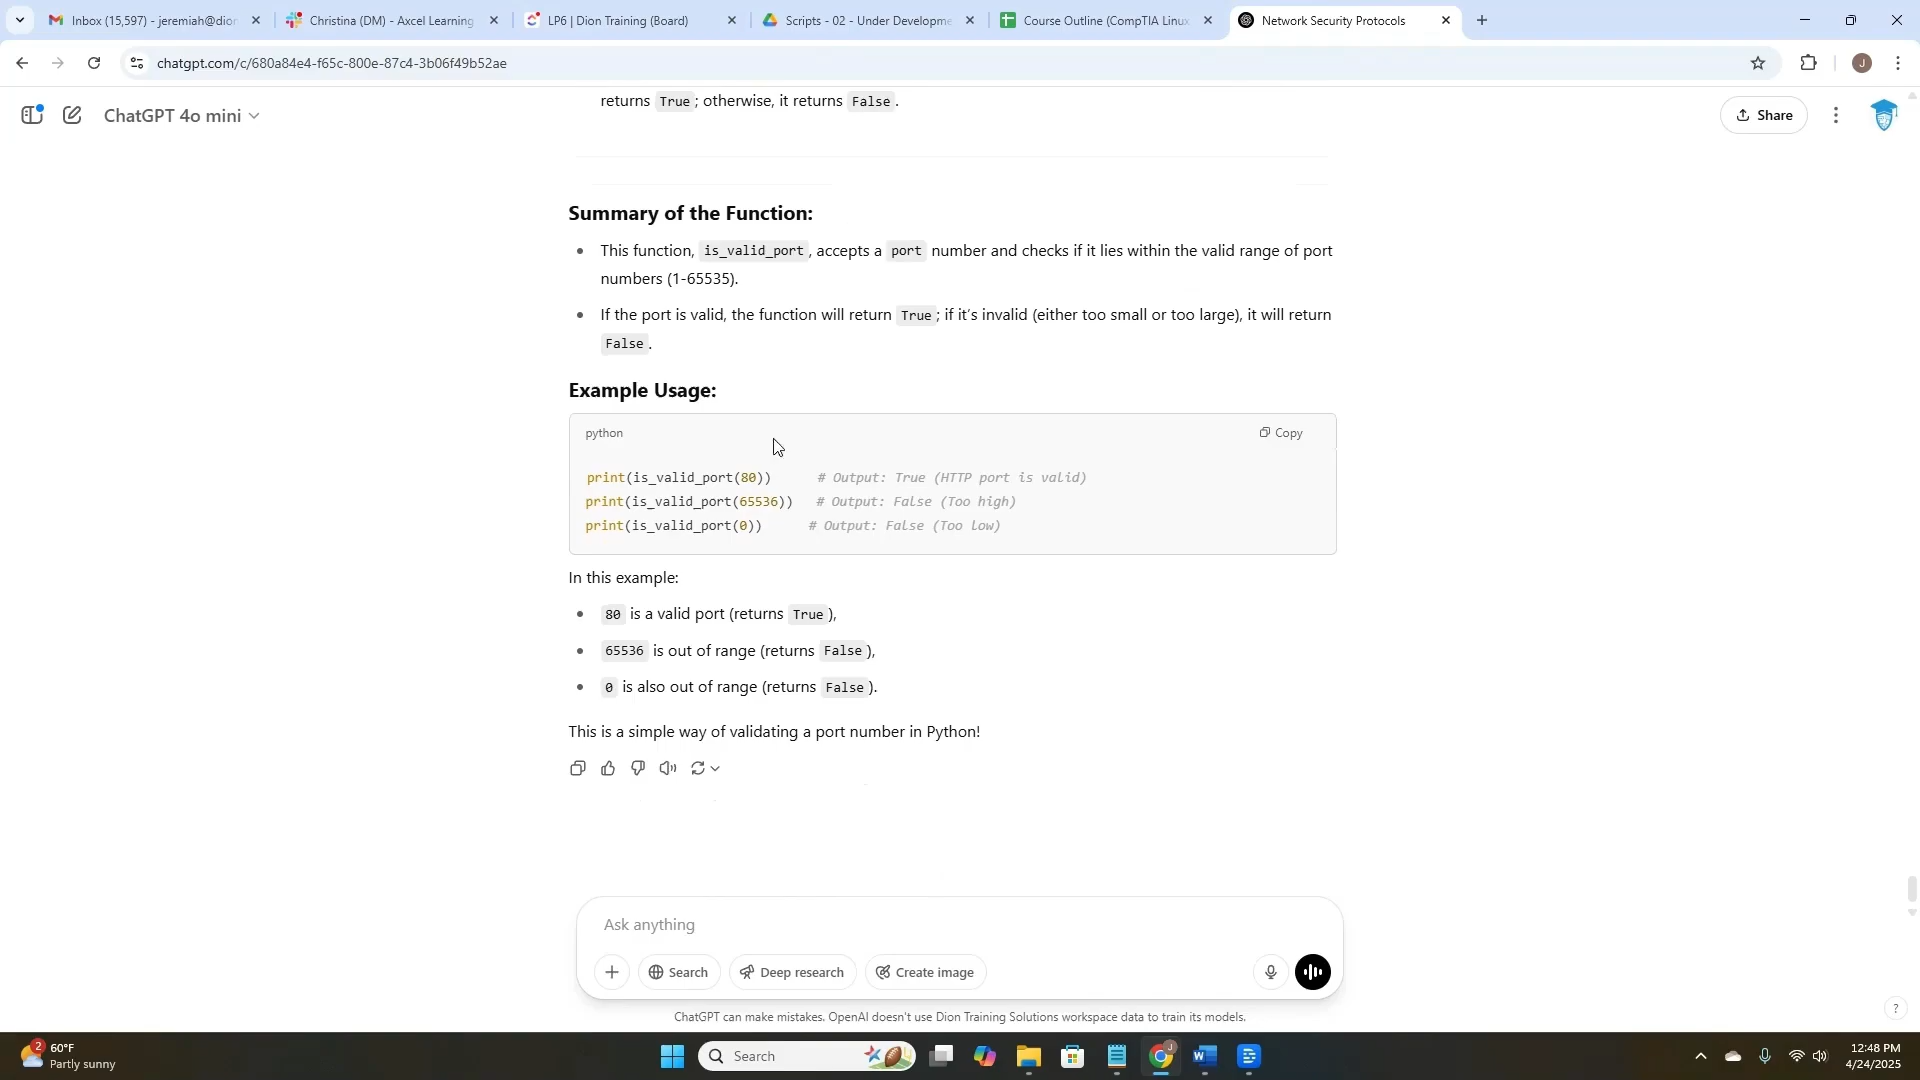 Inbox (15,597) - jeremiah@dion
Christina (DM) - Axcel Learning
LP6 | Dion Training (Board)
Scripts - 02 - Under Developme
Course Outline (CompTIA Linux
Network Security Protocols
chatgpt.com/c/680a84e4-f65c-800e-87c4-3b06f49b52ae
J
ChatGPT 4o mini
Share
returns True; otherwise, it returns False.
Summary of the Function:
This function, is_valid_port, accepts a port number and checks if it lies within the valid range of port
numbers (1-65535).
If the port is valid, the function will return True; if it's invalid (either too small or too large), it will return
False.
Example Usage:
python
Copy
print(is_valid_port(80))      # Output: True (HTTP port is valid)
print(is_valid_port(65536))   # Output: False (Too high)
print(is_valid_port(0))      # Output: False (Too low)
In this example:
80 is a valid port (returns True),
65536 is out of range (returns False),
0 is also out of range (returns False).
This is a simple way of validating a port number in Python!
Ask anything
Search
Deep research
Create image
ChatGPT can make mistakes. OpenAI doesn't use Dion Training Solutions workspace data to train its models.
?
2
60°F
Partly sunny
Search
J
W
12:48 PM
4/24/2025